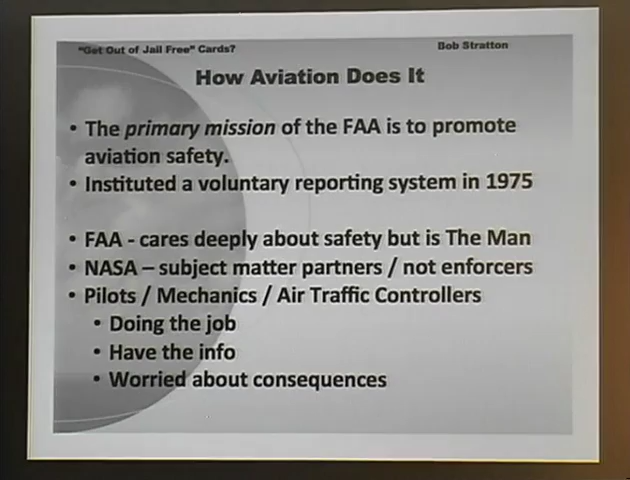 "Get Out of Jail Free" Cards?
Bob Stratton
How Aviation Does It
• The primary mission of the FAA is to promote
aviation safety.
• Instituted a voluntary reporting system in 1975
• FAA - cares deeply about safety but is The Man
• NASA – subject matter partners / not enforcers
• Pilots / Mechanics / Air Traffic Controllers
• Doing the job
• Have the info
• Worried about consequences